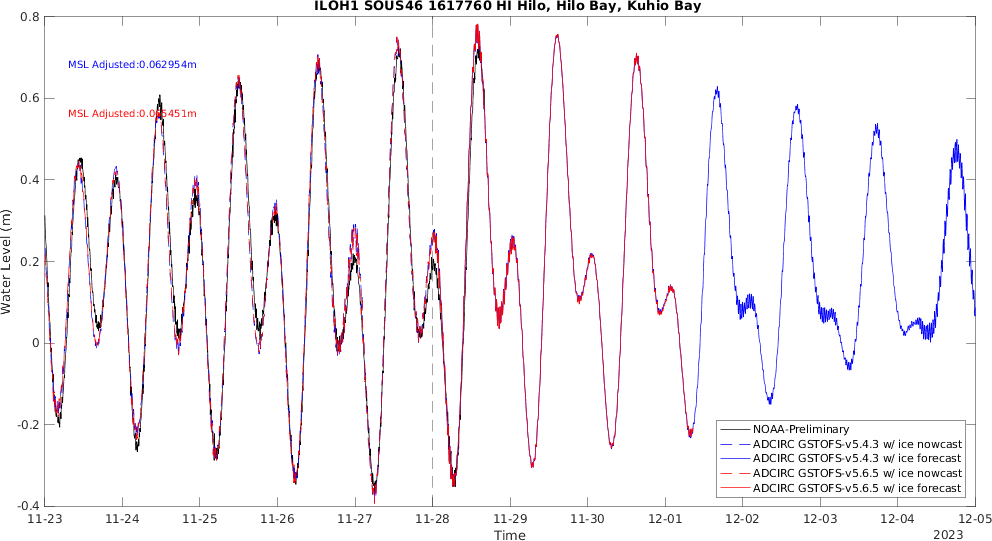 ILOH1 SOUS46 1617760 HI Hilo, Hilo Bay, Kuhio Bay
0.8
MSL Adjusted:0.062954m
0.6
MSL Adjusted:
0.4
Water Level (m)
0.2
0
-0.2
NOAA-Preliminary
ADCIRC GSTOFS-v5.4.3 w/ ice nowcast
ADCIRC GSTOFS-v5.4.3 w/ ice forecast
ADCIRC GSTOFS-v5.6.5 w/ ice nowcast
ADCIRC GSTOFS-v5.6.5 w/ ice forecast
-0.4
11-23 11-24 11-25 11-26 11-27 11-28 11-29 11-30 12-01 12-02 12-03 12-04 12-05
Time
2023